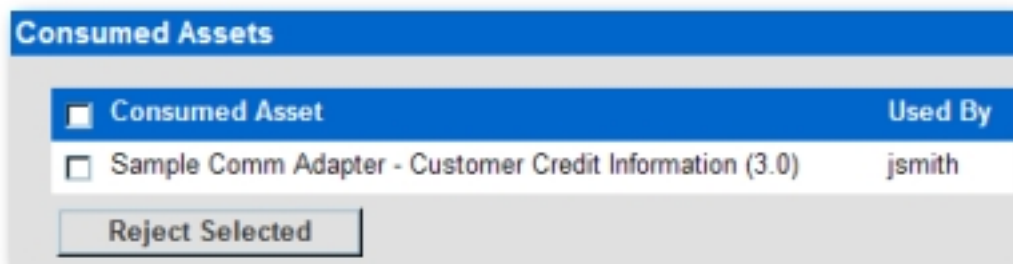 Consumed Assets
Consumed Asset Used By
Sample Comm Adapter - Customer Credit Information (3.0) jsmith
Reject Selected